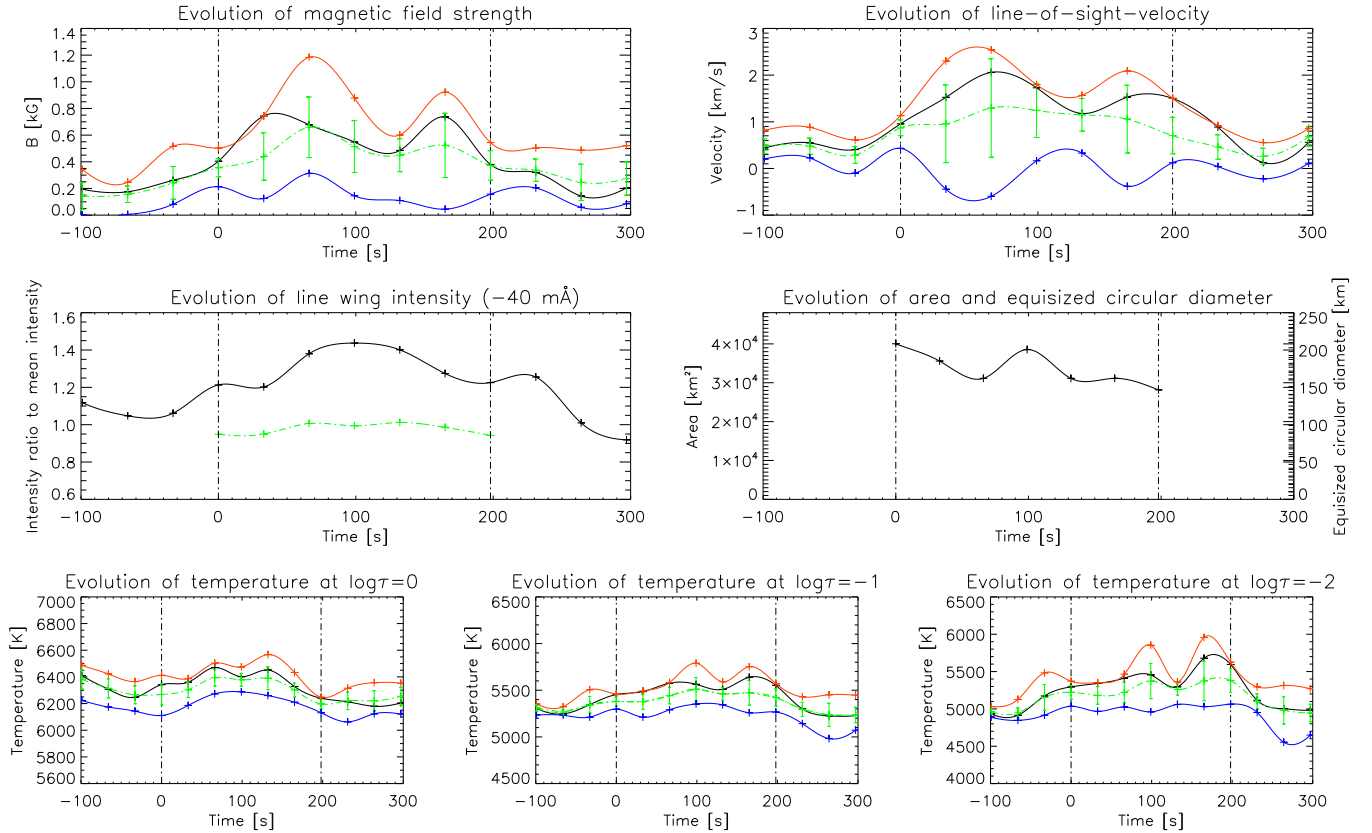 Evolution of magnetic field strength
B [kG]
1.4
1.2
1.0
0.8
0.6
0.4
0.2
0.0
-100 0 100 200 300
Time [s]
Evolution of line-of-sight-velocity
Velocity [km/s]
3
2
1
0
-1
-100 0 100 200 300
Time [s]
Evolution of line wing intensity (-40 mÅ)
Intensity ratio to mean intensity
1.6
1.4
1.2
1.0
0.8
0.6
-100 0 100 200 300
Time [s]
Evolution of area and equisized circular diameter
Area [km²]
4×10⁴
3×10⁴
2×10⁴
1×10⁴
0
Equisized circular diameter [km]
250
200
150
100
50
0
-100 0 100 200 300
Time [s]
Evolution of temperature at logτ=0
Temperature [K]
7000
6800
6600
6400
6200
6000
5800
5600
-100 0 100 200 300
Time [s]
Evolution of temperature at logτ=-1
Temperature [K]
6500
6000
5500
5000
4500
-100 0 100 200 300
Time [s]
Evolution of temperature at logτ=-2
Temperature [K]
6500
6000
5500
5000
4500
4000
-100 0 100 200 300
Time [s]